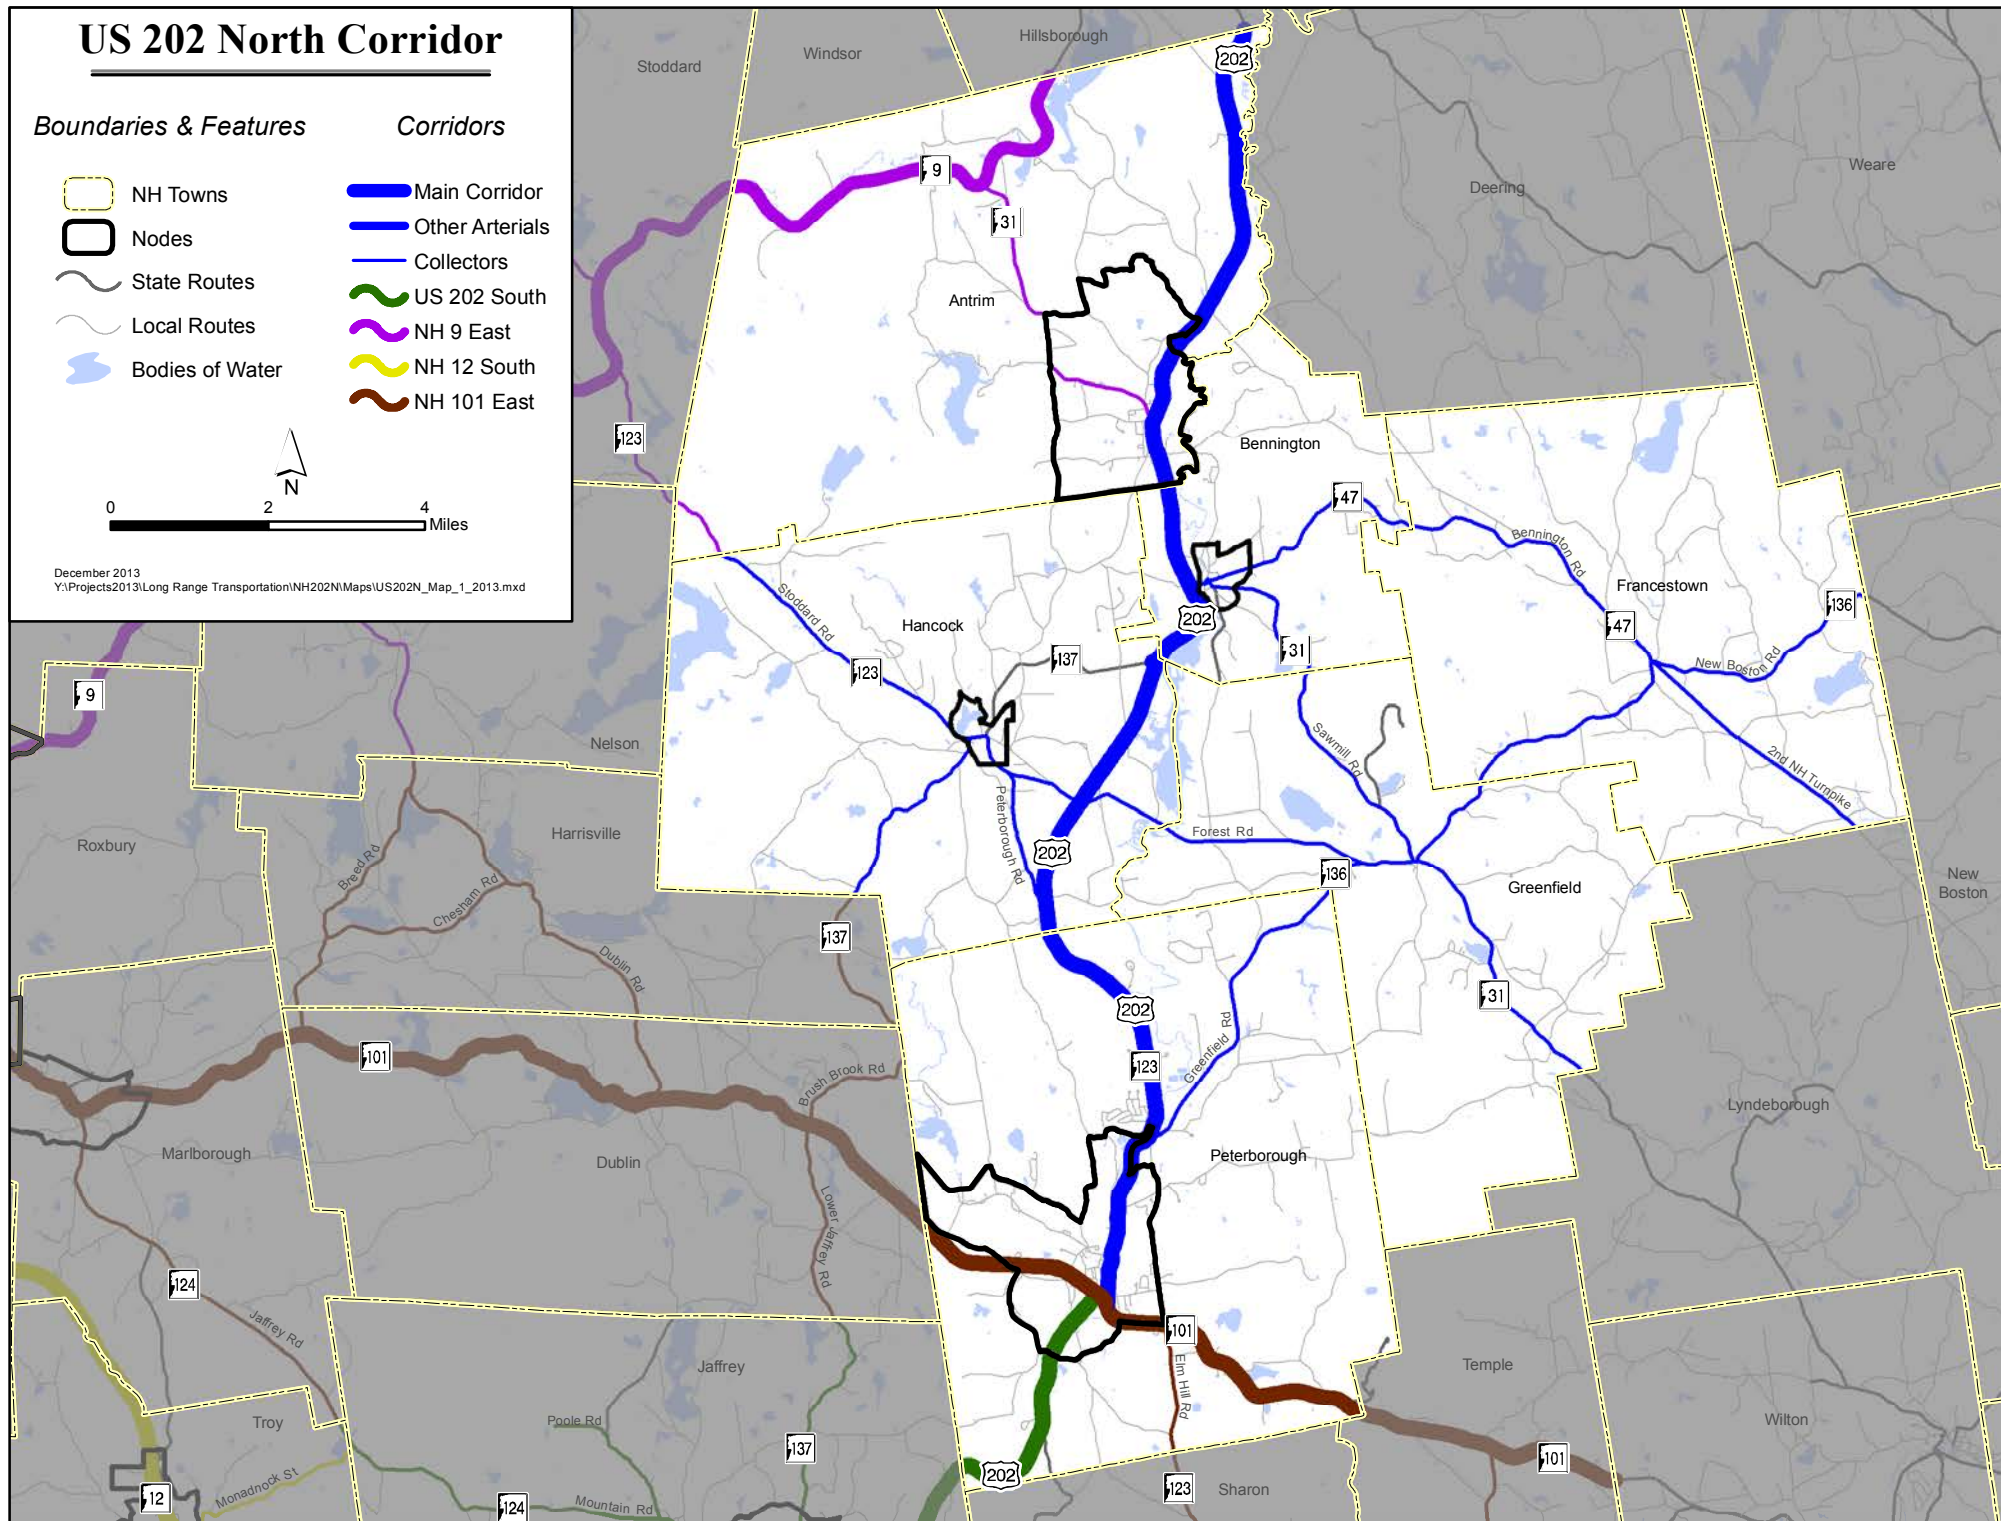 US 202 North Corridor
Boundaries & Features
Corridors
NH Towns
Nodes
State Routes
Local Routes
Bodies of Water
Main Corridor
Other Arterials
Collectors
US 202 South
NH 9 East
NH 12 South
NH 101 East
N
0
2
4
Miles
December 2013
Y:\Projects2013\Long Range Transportation\NH202N\Maps\US202N_Map_1_2013.mxd
Stoddard
Windsor
Hillsborough
202
9
31
Deering
Weare
Antrim
123
Bennington
47
Bennington Rd
Francestown
136
47
Stoddard Rd
Hancock
202
31
137
123
New Boston Rd
9
Nelson
Sawmill Rd
2nd NH Turnpike
Peterborough Rd
Forest Rd
Roxbury
Harrisville
Breed Rd
Chesham Rd
202
136
Greenfield
New
Boston
137
Dublin Rd
31
202
101
123
Greenfield Rd
Brush Brook Rd
Lyndeborough
Marlborough
Dublin
Peterborough
Lower Jaffrey Rd
124
Jaffrey Rd
101
Elm Hill Rd
Jaffrey
Temple
Troy
Poole Rd
Wilton
137
101
202
Monadnock St
12
124
Mountain Rd
123
Sharon